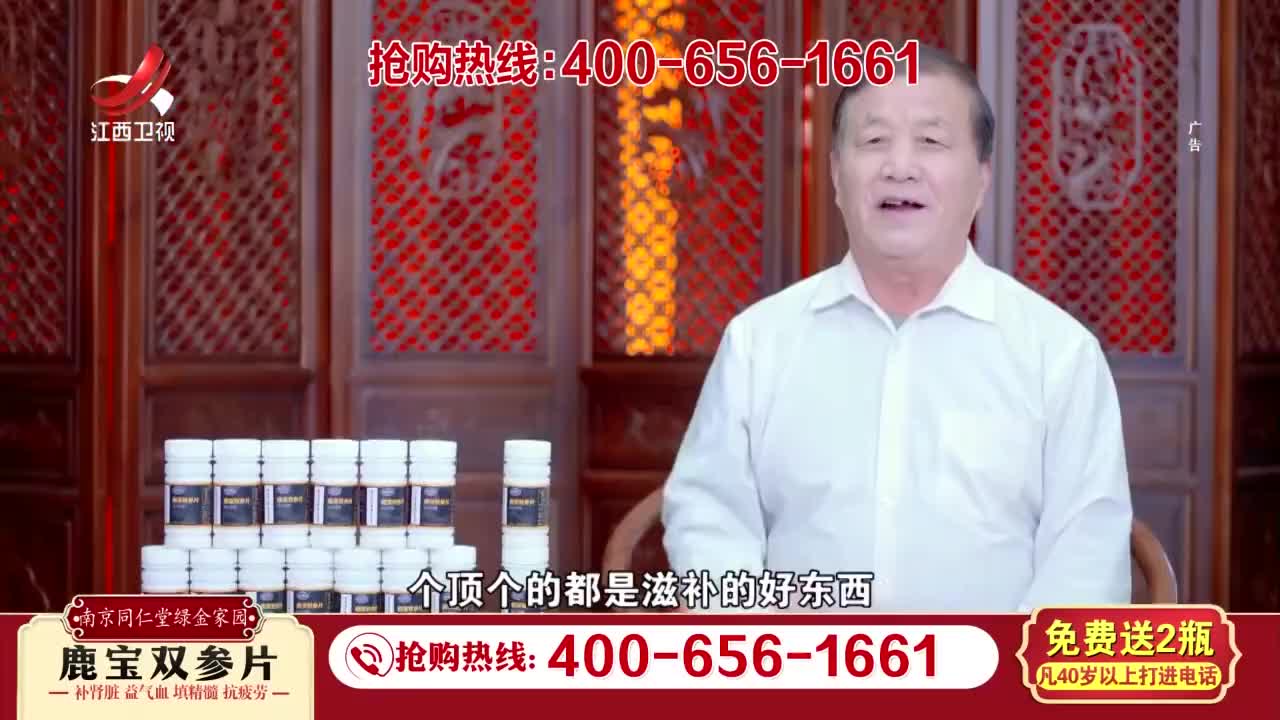 抢购热线:400-656-1661
江西卫视
广告
个顶个的都是滋补的好东西
南京同仁堂绿金家园
鹿宝双参片
补肾脏 益气血 填精髓 抗疲劳
抢购热线: 400-656-1661
免费送2瓶
凡40岁以上打进电话